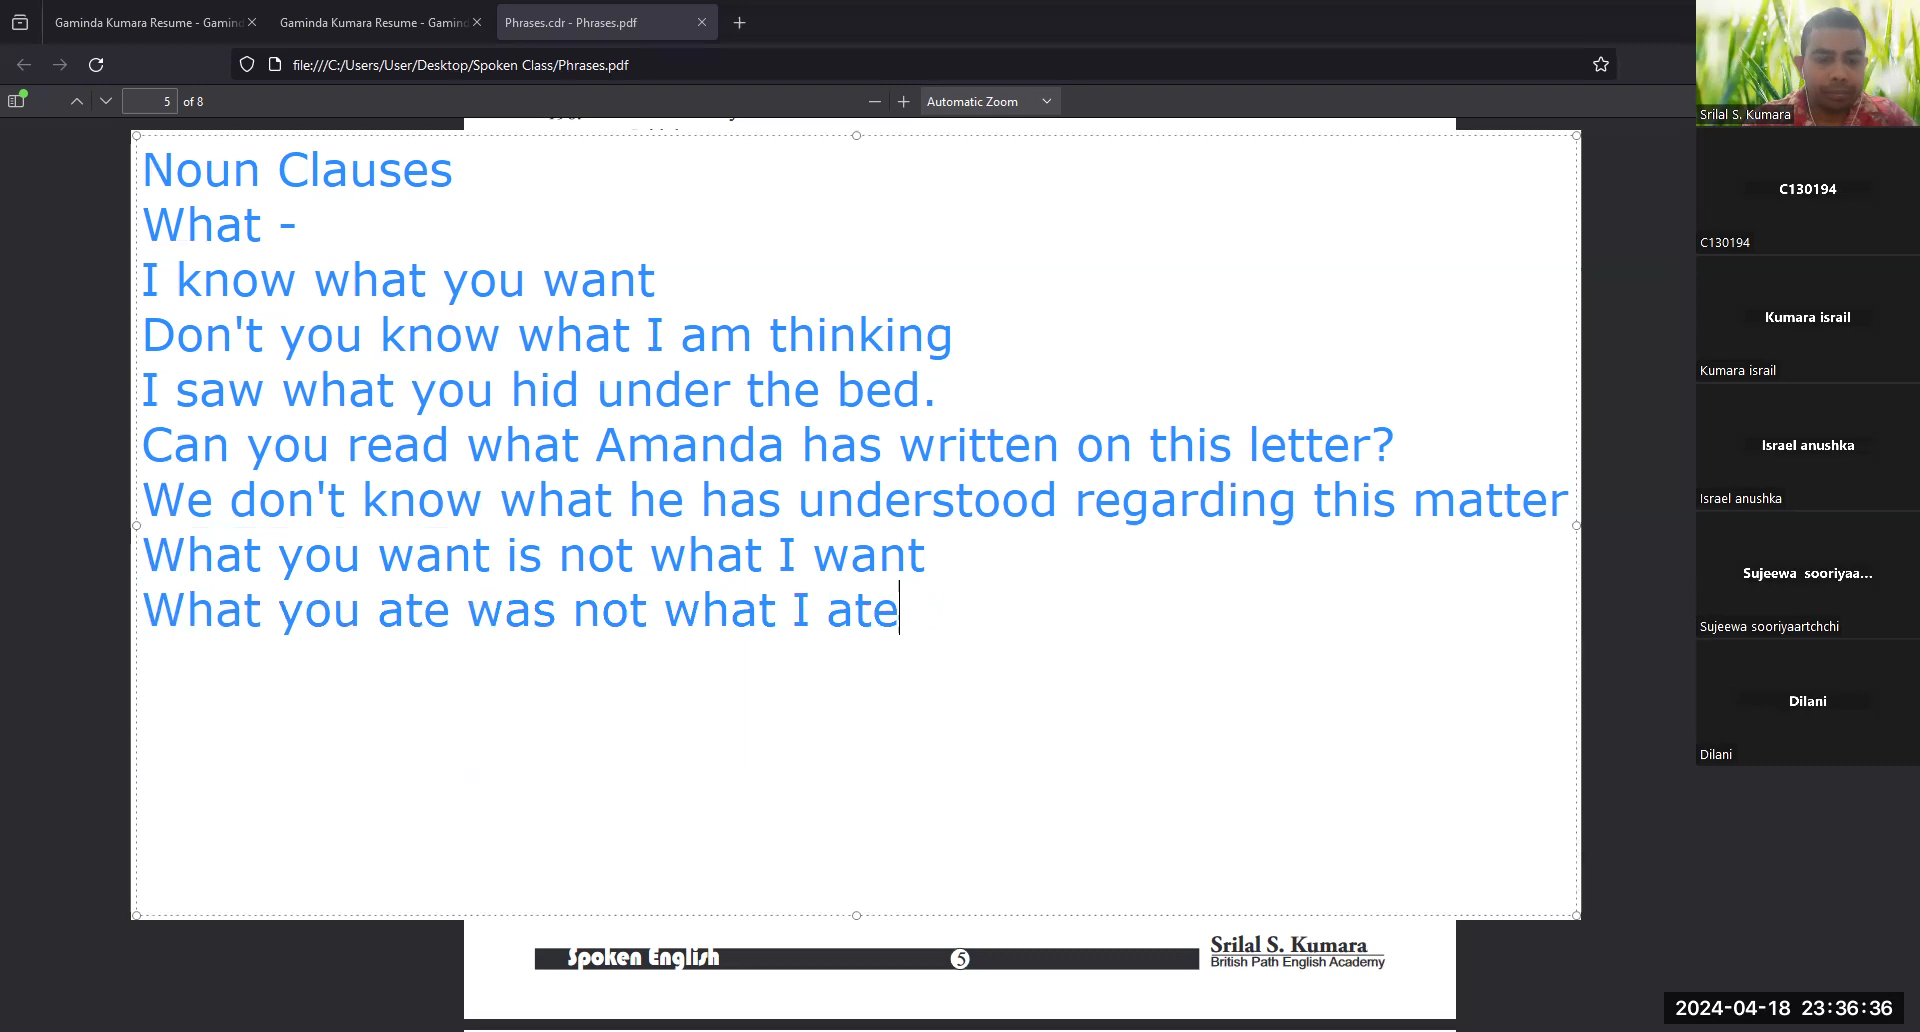 Gaminda Kumara Resume - Gamind
Gaminda Kumara Resume - Gamind
Phrases.cdr - Phrases.pdf
file:///C:/Users/User/Desktop/Spoken Class/Phrases.pdf
5 of 8
Automatic Zoom
Noun Clauses
What -
I know what you want
Don't you know what I am thinking
I saw what you hid under the bed.
Can you read what Amanda has written on this letter?
We don't know what he has understood regarding this matter
What you want is not what I want
What you ate was not what I ate
Spoken English
5
Srilal S. Kumara
British Path English Academy
Srilal S. Kumara
C130194
C130194
Kumara israil
Kumara israil
Israel anushka
Israel anushka
Sujeewa sooriyaa...
Sujeewa sooriyaartchchi
Dilani
Dilani
2024-04-18 23:36:36